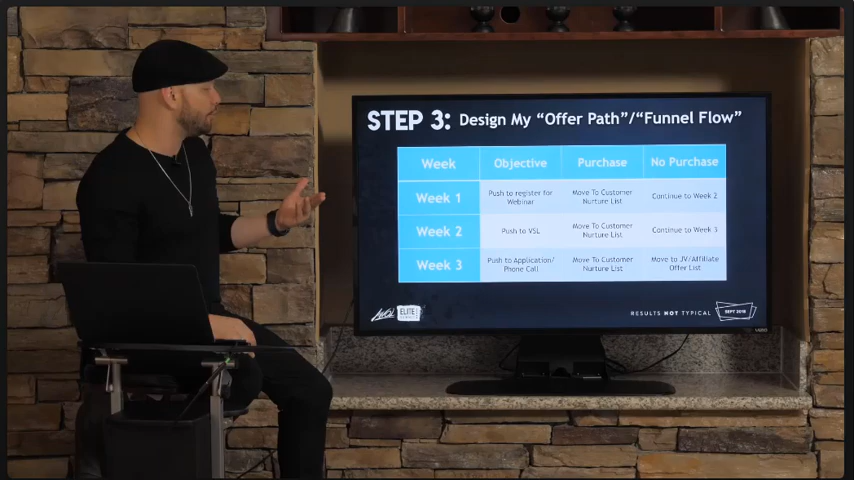 STEP 3: Design My "Offer Path"/"Funnel Flow"
Week Objective Purchase No Purchase
Week 1 Push to register for Webinar Move To Customer Nurture List Continue to Week 2
Week 2 Push to VSL Move To Customer Nurture List Continue to Week 3
Week 3 Push to Application/ Phone Call Move To Customer Nurture List Move to JV/Affiliate Offer List
ELITE
RESULTS NOT TYPICAL
SEPT 2018
VIZIO